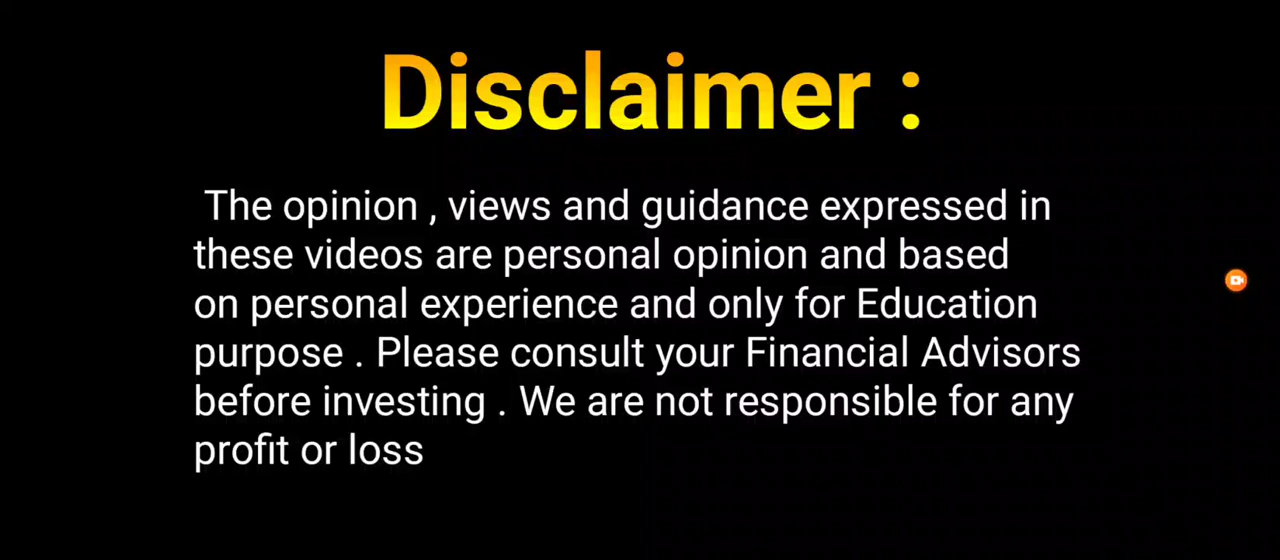 Disclaimer :
The opinion , views and guidance expressed in
these videos are personal opinion and based
on personal experience and only for Education
purpose . Please consult your Financial Advisors
before investing . We are not responsible for any
profit or loss